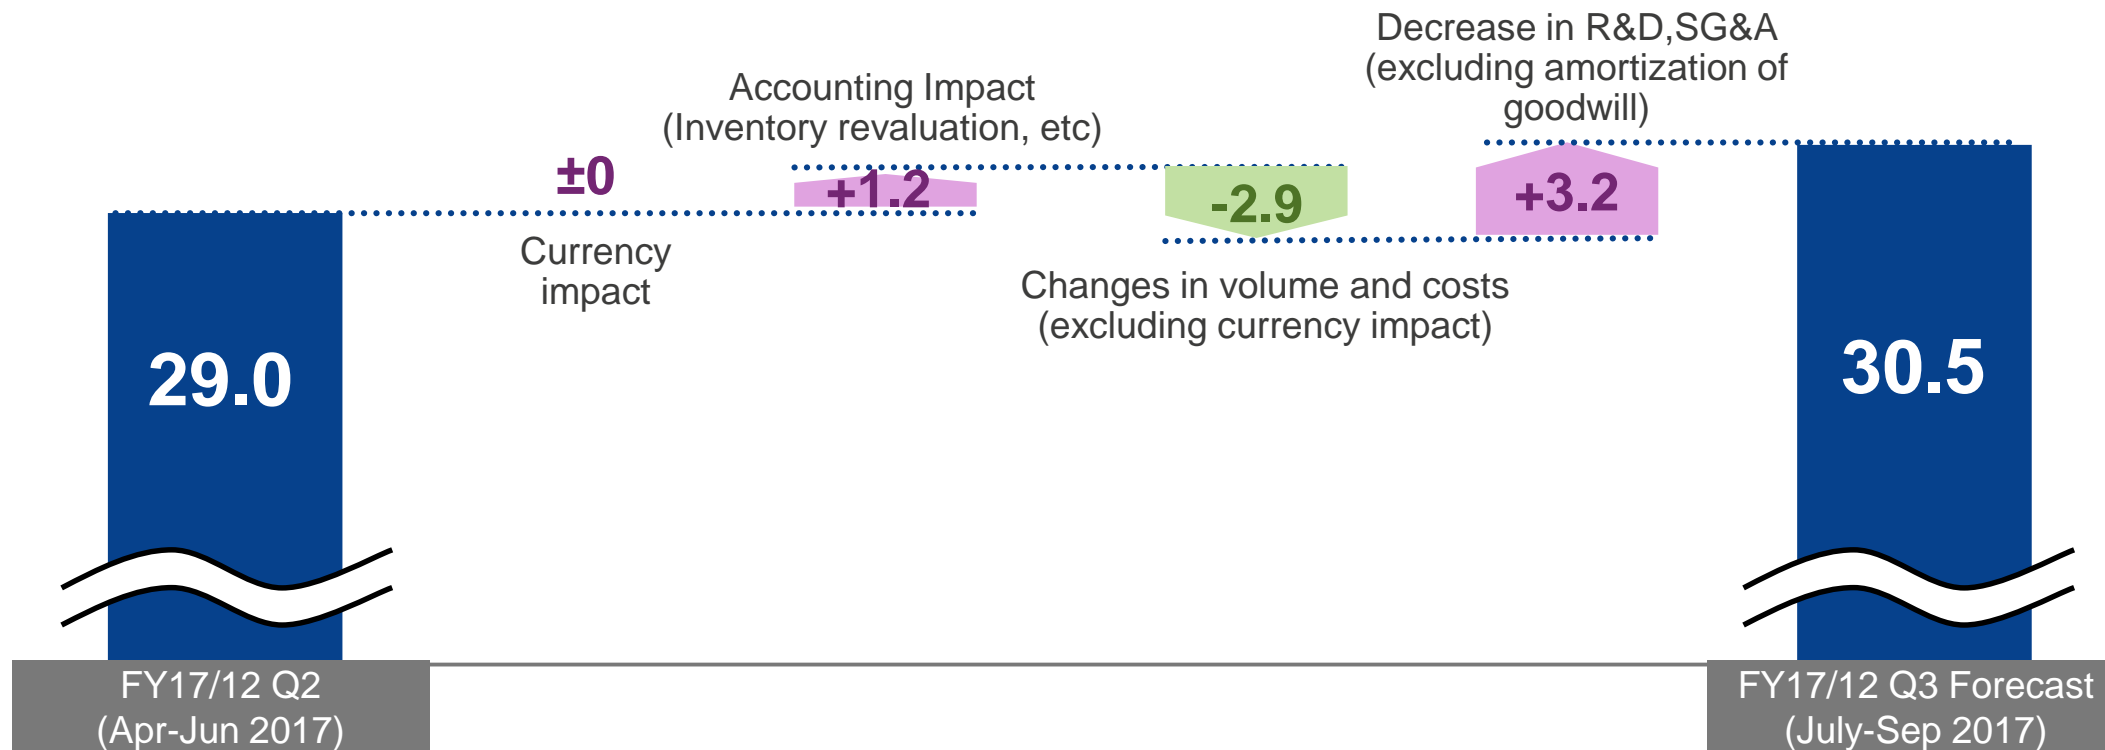 Decrease in R&D,SG&A
(excluding amortization of
goodwill)
Accounting Impact
(Inventory revaluation, etc)
±0
+1.2
-2.9
+3.2
Currency
impact
Changes in volume and costs
(excluding currency impact)
29.0
30.5
FY17/12 Q2
(Apr-Jun 2017)
FY17/12 Q3 Forecast
(July-Sep 2017)